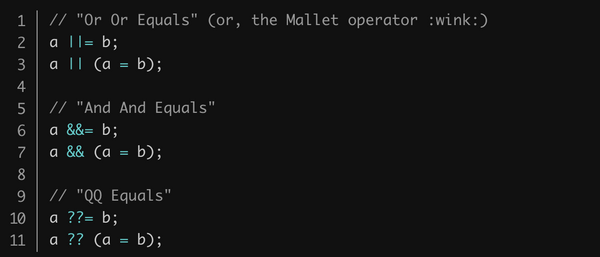 1 // "Or Or Equals" (or, the Mallet operator :wink:)
2 a ||= b;
3 a || (a = b);
4
5 // "And And Equals"
6 a &&= b;
7 a && (a = b);
8
9 // "QQ Equals"
10 a ??= b;
11 a ?? (a = b);